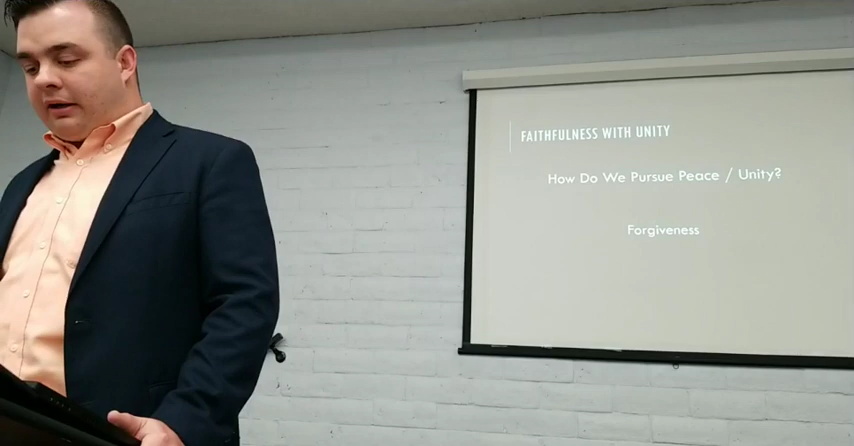 FAITHFULNESS WITH UNITY
How Do We Pursue Peace / Unity?
Forgiveness